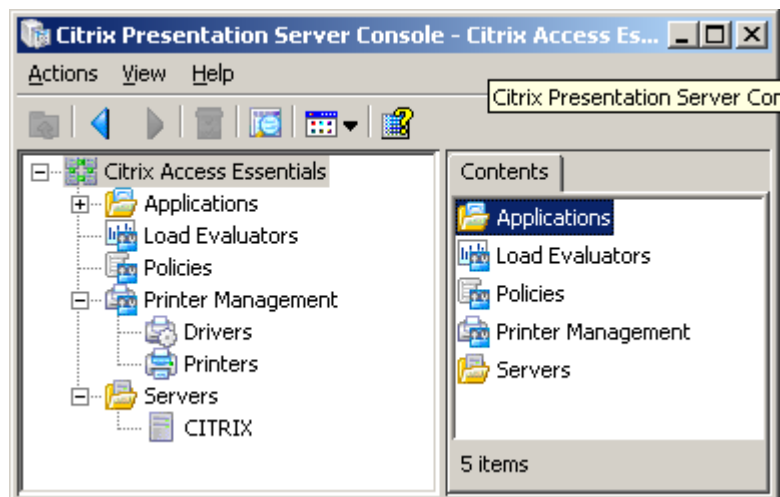 Citrix Presentation Server Console - Citrix Access Es...
Actions View Help
Citrix Presentation Server Con
Citrix Access Essentials
Applications
Load Evaluators
Policies
Printer Management
Drivers
Printers
Servers
CITRIX
Contents
Applications
Load Evaluators
Policies
Printer Management
Servers
5 items